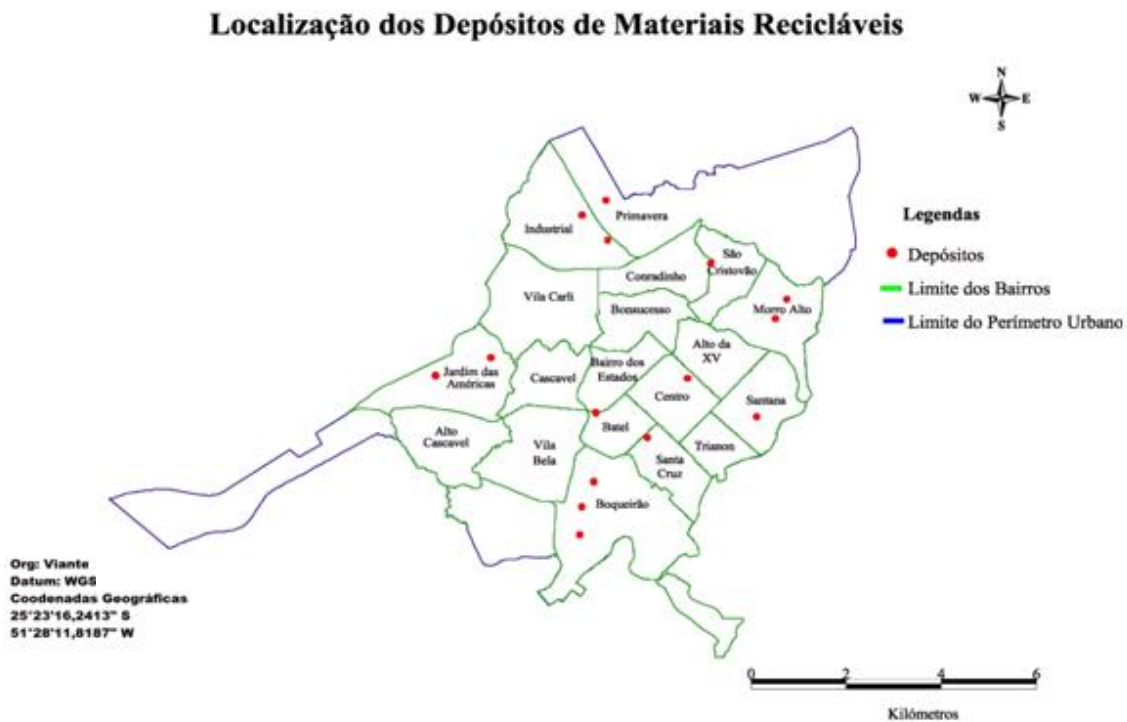 Localização dos Depósitos de Materiais Recicláveis
N
W
E
S
Primavera
Industrial
São
Cristovão
Conradinho
Vila Carli
Bonsucesso
Morro Alto
Legendas
Depósitos
Limite dos Bairros
Limite do Perímetro Urbano
Alto da
XV
Bairro dos
Estados
Jardim das
Américas
Cascavel
Centro
Santana
Alto
Cascavel
Batel
Trianon
Vila
Bela
Santa
Cruz
Boqueirão
Org: Viante
Datum: WGS
Coodenadas Geográficas
25°23'16,2413" S
51°28'11,8187" W
0 2 4 6
Kilómetros